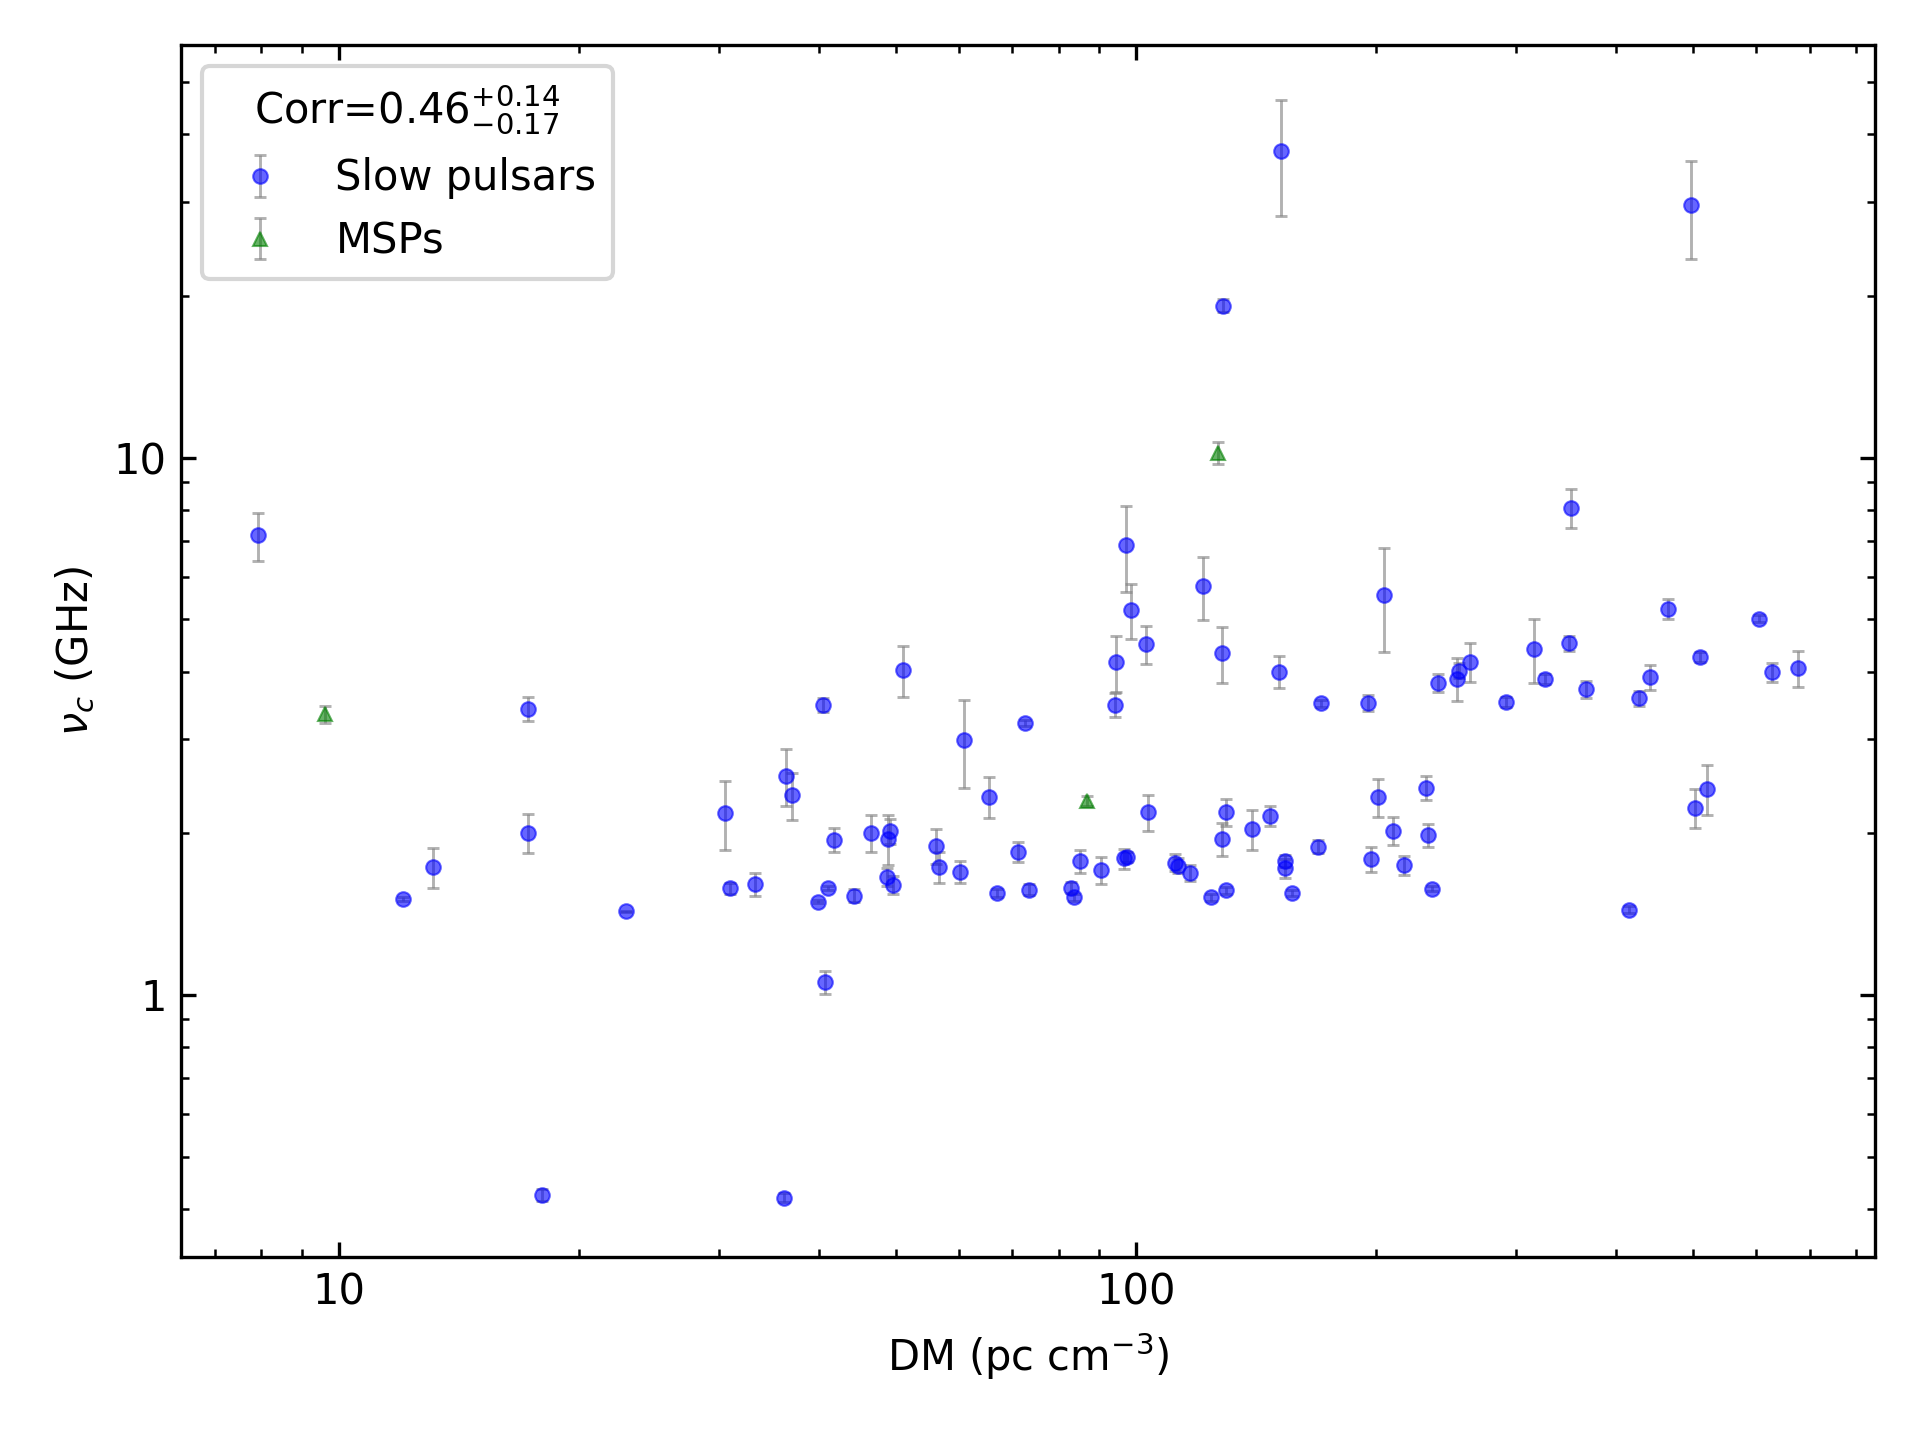 Corr=0.46$^{+0.14}_{-0.17}$
Slow pulsars
MSPs
10
1
ν$_c$ (GHz)
10
100
DM (pc cm$^{-3}$)